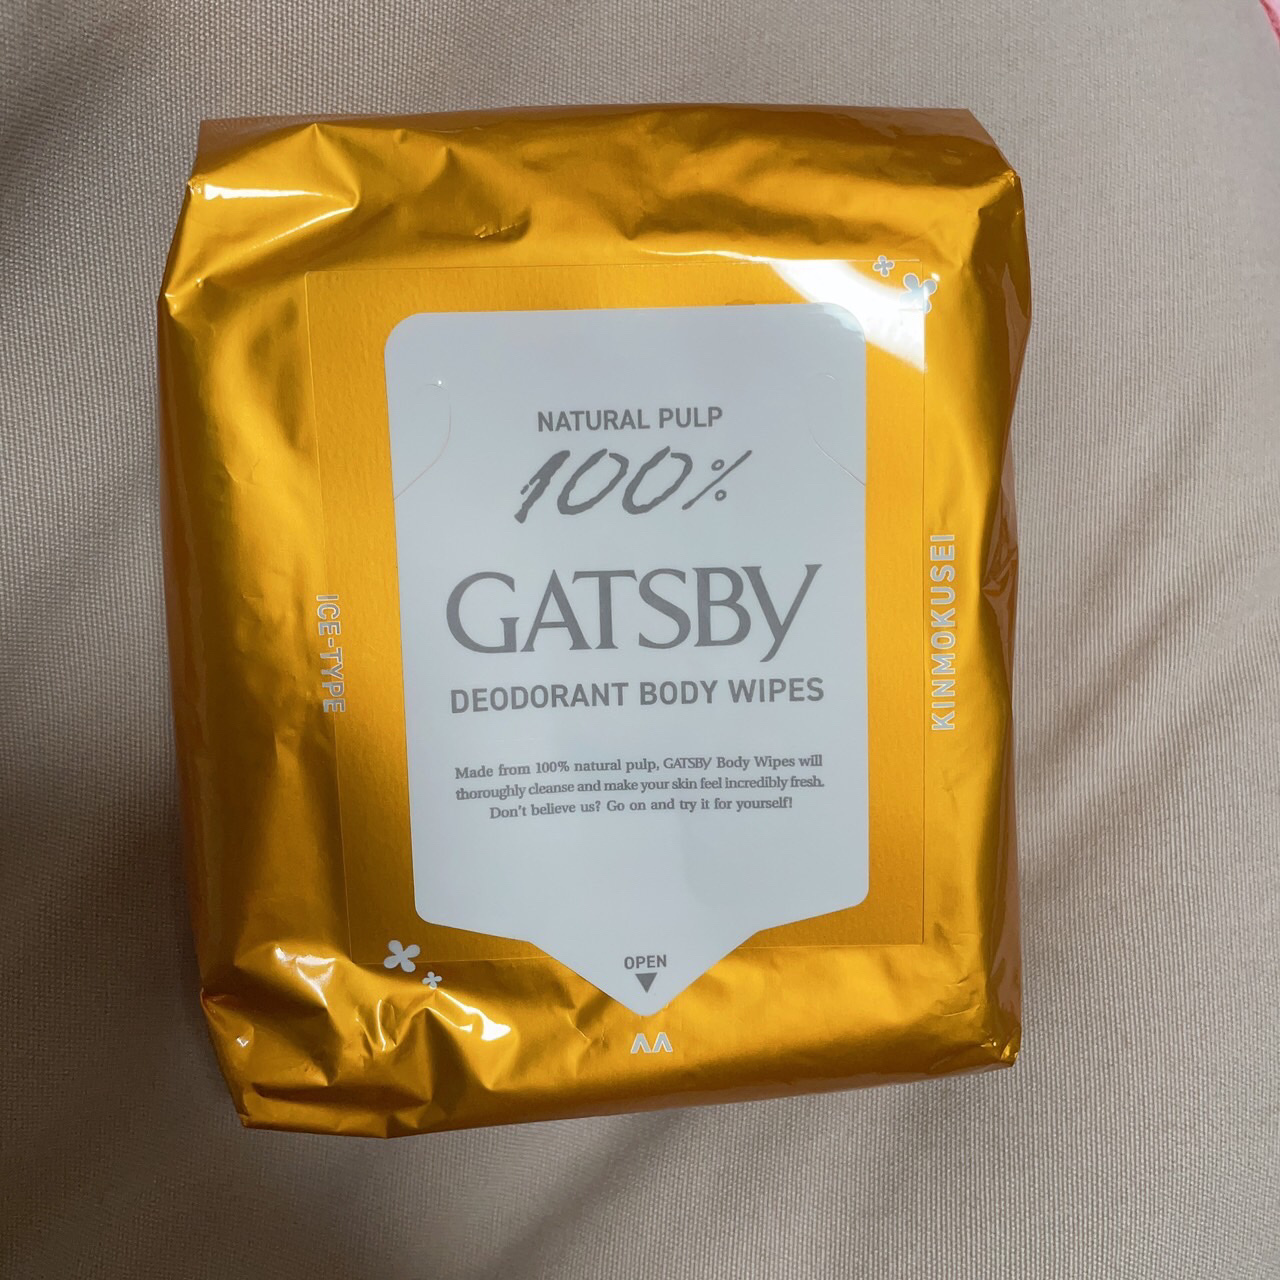 NATURAL PULP
100%
GATSBY
DEODORANT BODY WIPES
Made from 100% natural pulp, GATSBY Body Wipes will
thoroughly cleanse and make your skin feel incredibly fresh.
Don't believe us? Go on and try it for yourself!
OPEN
ICE-TYPE
KINMOKUSEI